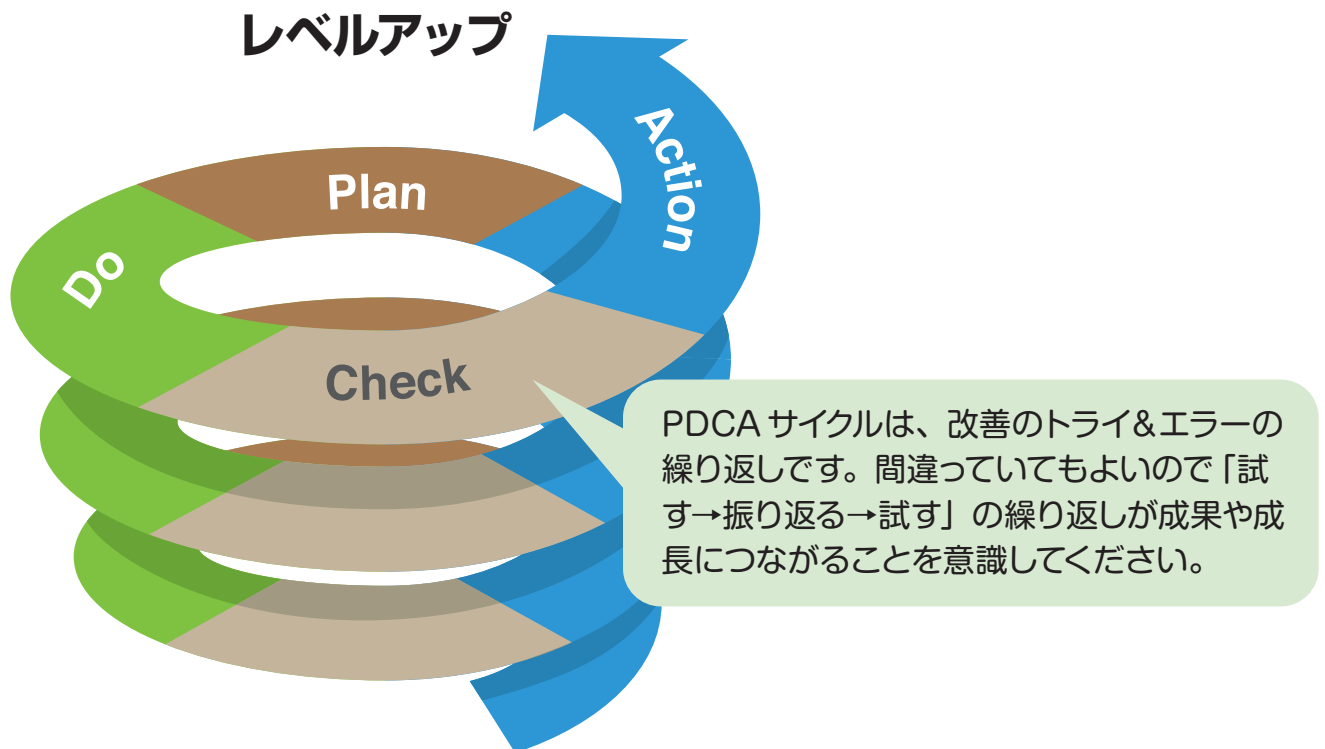 レベルアップ
Plan
Do
Check
Action
PDCA サイクルは、改善のトライ&エラーの
繰り返しです。間違っていてもよいので「試
す→振り返る→試す」の繰り返しが成果や成
長につながることを意識してください。